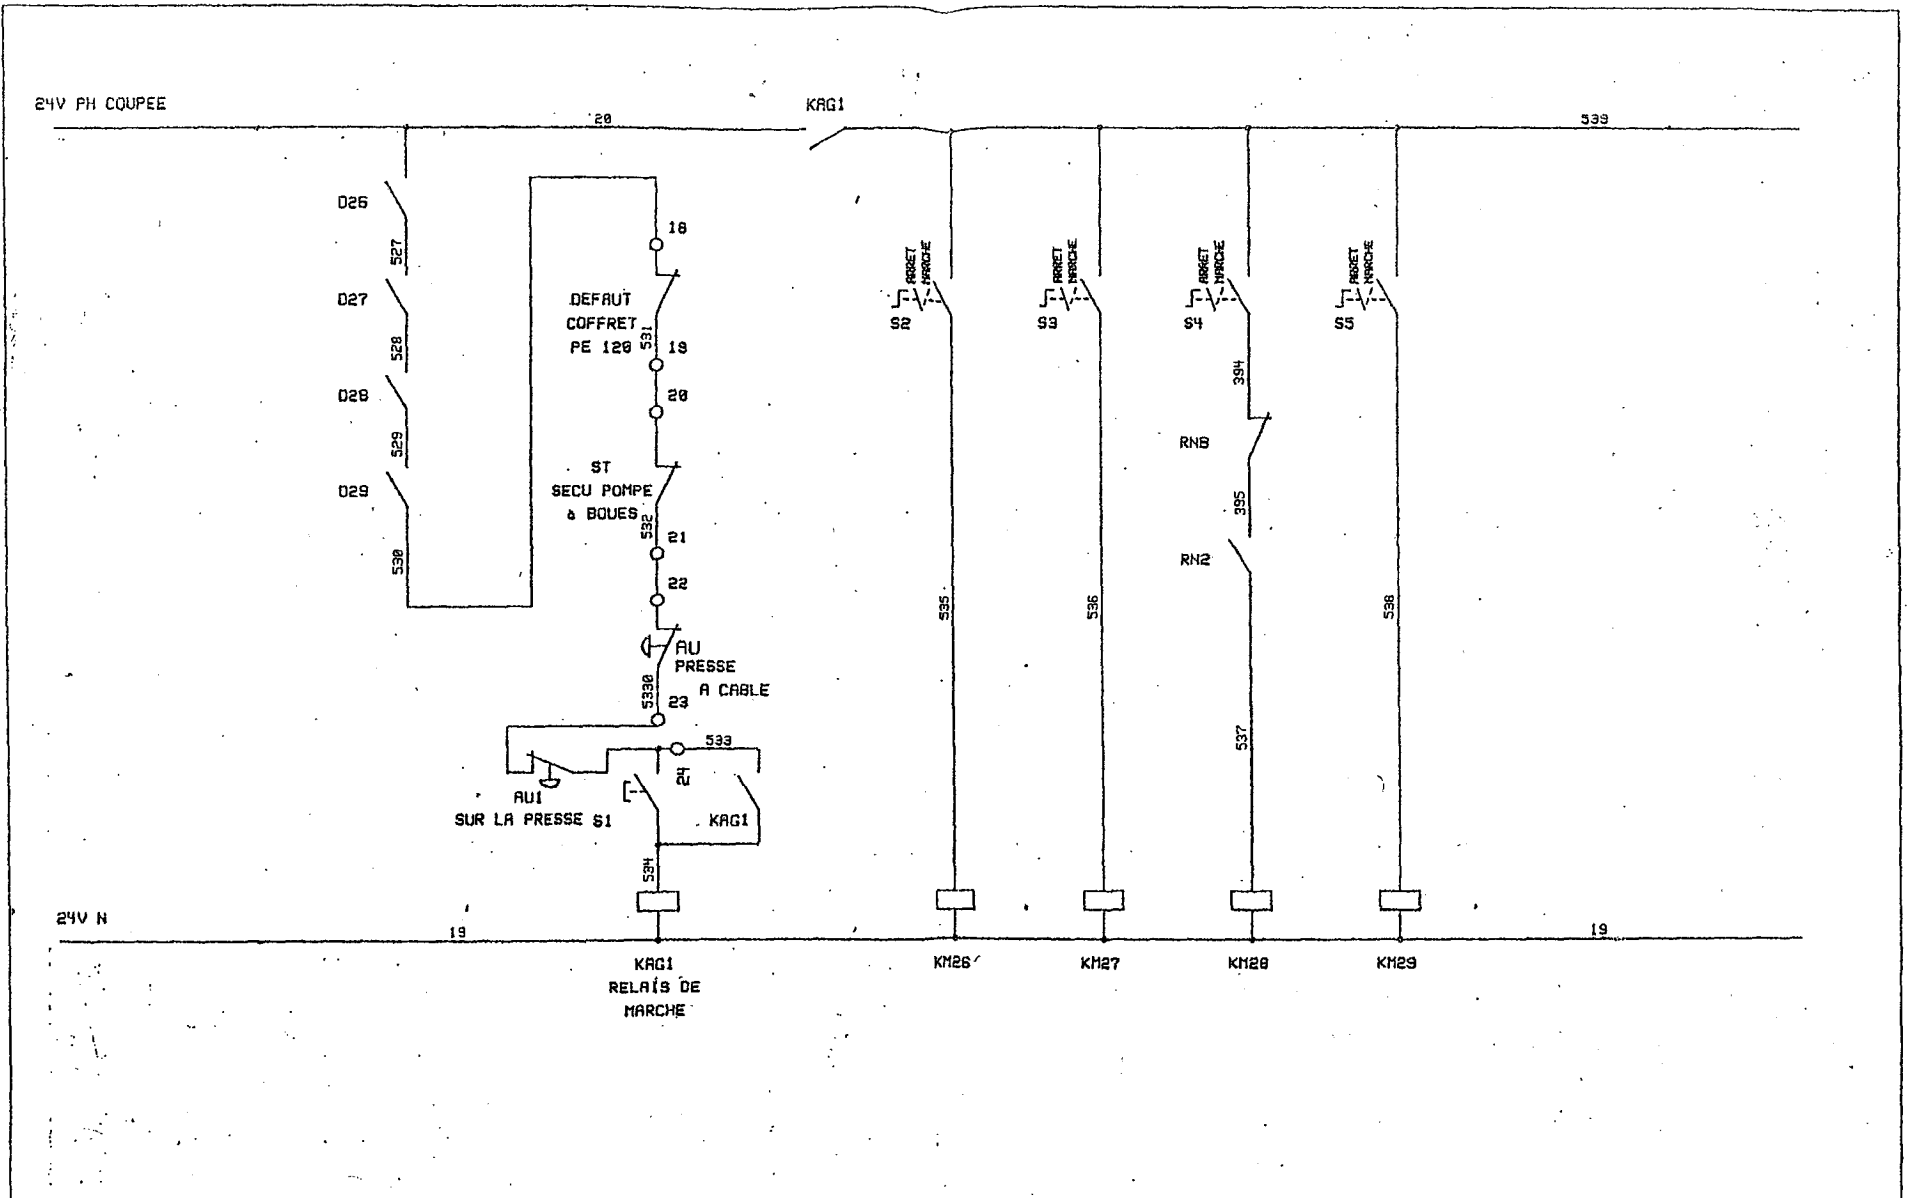 24V PH COUPEE
20
KAG1
539
D26
527
D27
528
D28
529
D29
530
18
DEFAUT
COFFRET
PE 120
531
19
20
ST
SECU POMPE
à BOUES
532
21
22
AU
PRESSE
A CABLE
5330
23
533
24
AU1
SUR LA PRESSE
S1
KAG1
534
ARRET
MARCHE
S2
535
ARRET
MARCHE
S3
536
ARRET
MARCHE
S4
394
RNB
395
RN2
537
ARRET
MARCHE
S5
538
24V N
19
19
KAG1
RELAIS DE
MARCHE
KM26
KM27
KM28
KM29